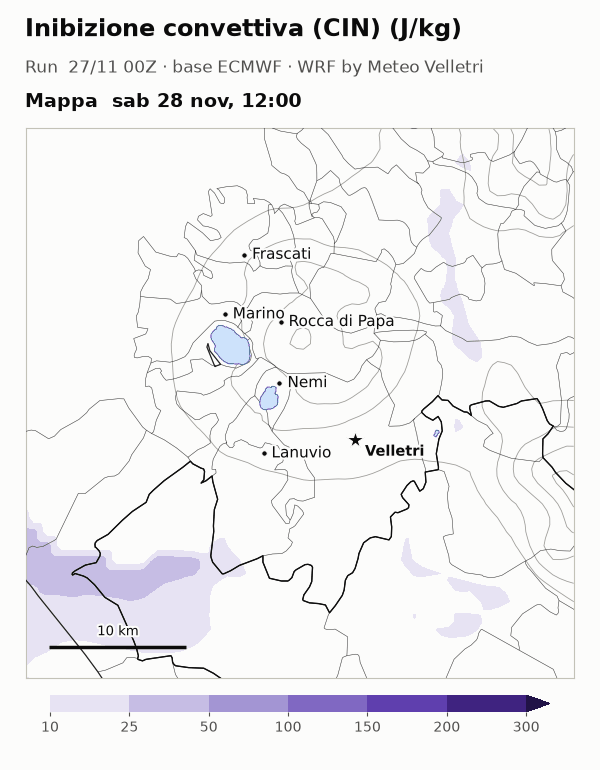 Inibizione convettiva (CIN) (J/kg)
Run  27/11 00Z · base ECMWF · WRF by Meteo Velletri
Mappa  sab 28 nov, 12:00
Frascati
Marino
Rocca di Papa
Nemi
Velletri
Lanuvio
10 km
10 25 50 100 150 200 300